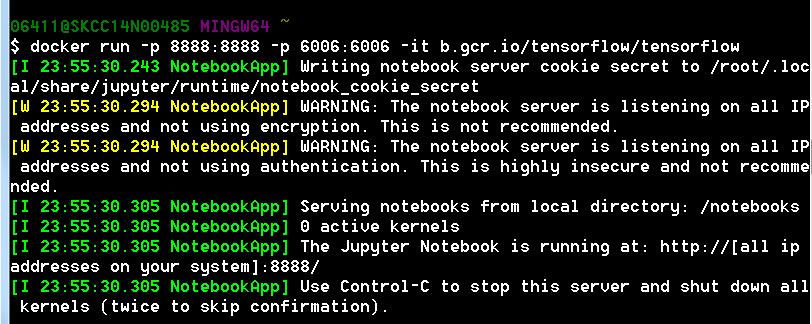 06411@SKCC14N00485 MINGW64 ~
$ docker run -p 8888:8888 -p 6006:6006 -it b.gcr.io/tensorflow/tensorflow
[I 23:55:30.243 NotebookApp] Writing notebook server cookie secret to /root/.loc
al/share/jupyter/runtime/notebook_cookie_secret
[W 23:55:30.294 NotebookApp] WARNING: The notebook server is listening on all IP
 addresses and not using encryption. This is not recommended.
[W 23:55:30.294 NotebookApp] WARNING: The notebook server is listening on all IP
 addresses and not using authentication. This is highly insecure and not recomme
nded.
[I 23:55:30.305 NotebookApp] Serving notebooks from local directory: /notebooks
[I 23:55:30.305 NotebookApp] 0 active kernels
[I 23:55:30.305 NotebookApp] The Jupyter Notebook is running at: http://[all ip
addresses on your system]:8888/
[I 23:55:30.305 NotebookApp] Use Control-C to stop this server and shut down all
 kernels (twice to skip confirmation).